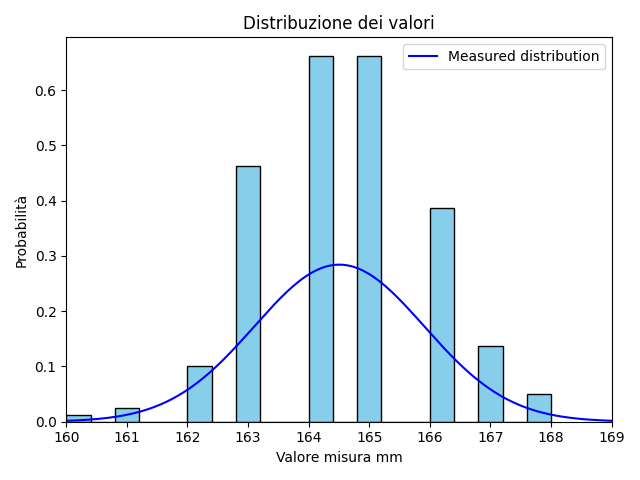 Distribuzione dei valori
Measured distribution
Probabilità
0.6
0.5
0.4
0.3
0.2
0.1
0.0
160 161 162 163 164 165 166 167 168 169
Valore misura mm